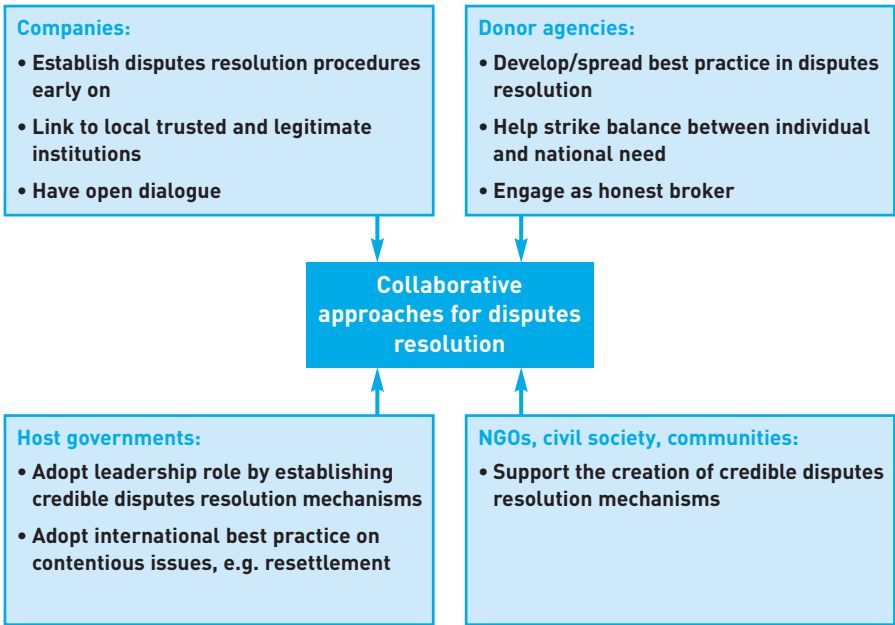 Companies:
• Establish disputes resolution procedures
early on
• Link to local trusted and legitimate
institutions
• Have open dialogue
Donor agencies:
• Develop/spread best practice in disputes
resolution
• Help strike balance between individual
and national need
• Engage as honest broker
Collaborative
approaches for disputes
resolution
Host governments:
• Adopt leadership role by establishing
credible disputes resolution mechanisms
• Adopt international best practice on
contentious issues, e.g. resettlement
NGOs, civil society, communities:
• Support the creation of credible disputes
resolution mechanisms